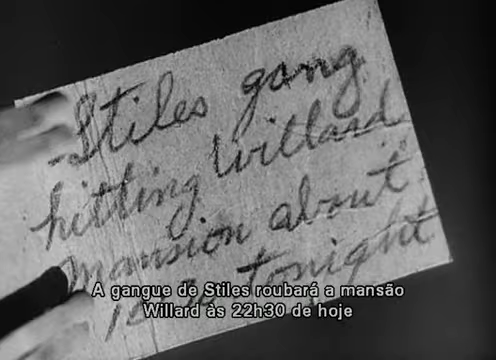 -Stiles gang
hitting Willard
mansion about
tonight
A gangue de Stiles roubará a mansão
Willard às 22h30 de hoje